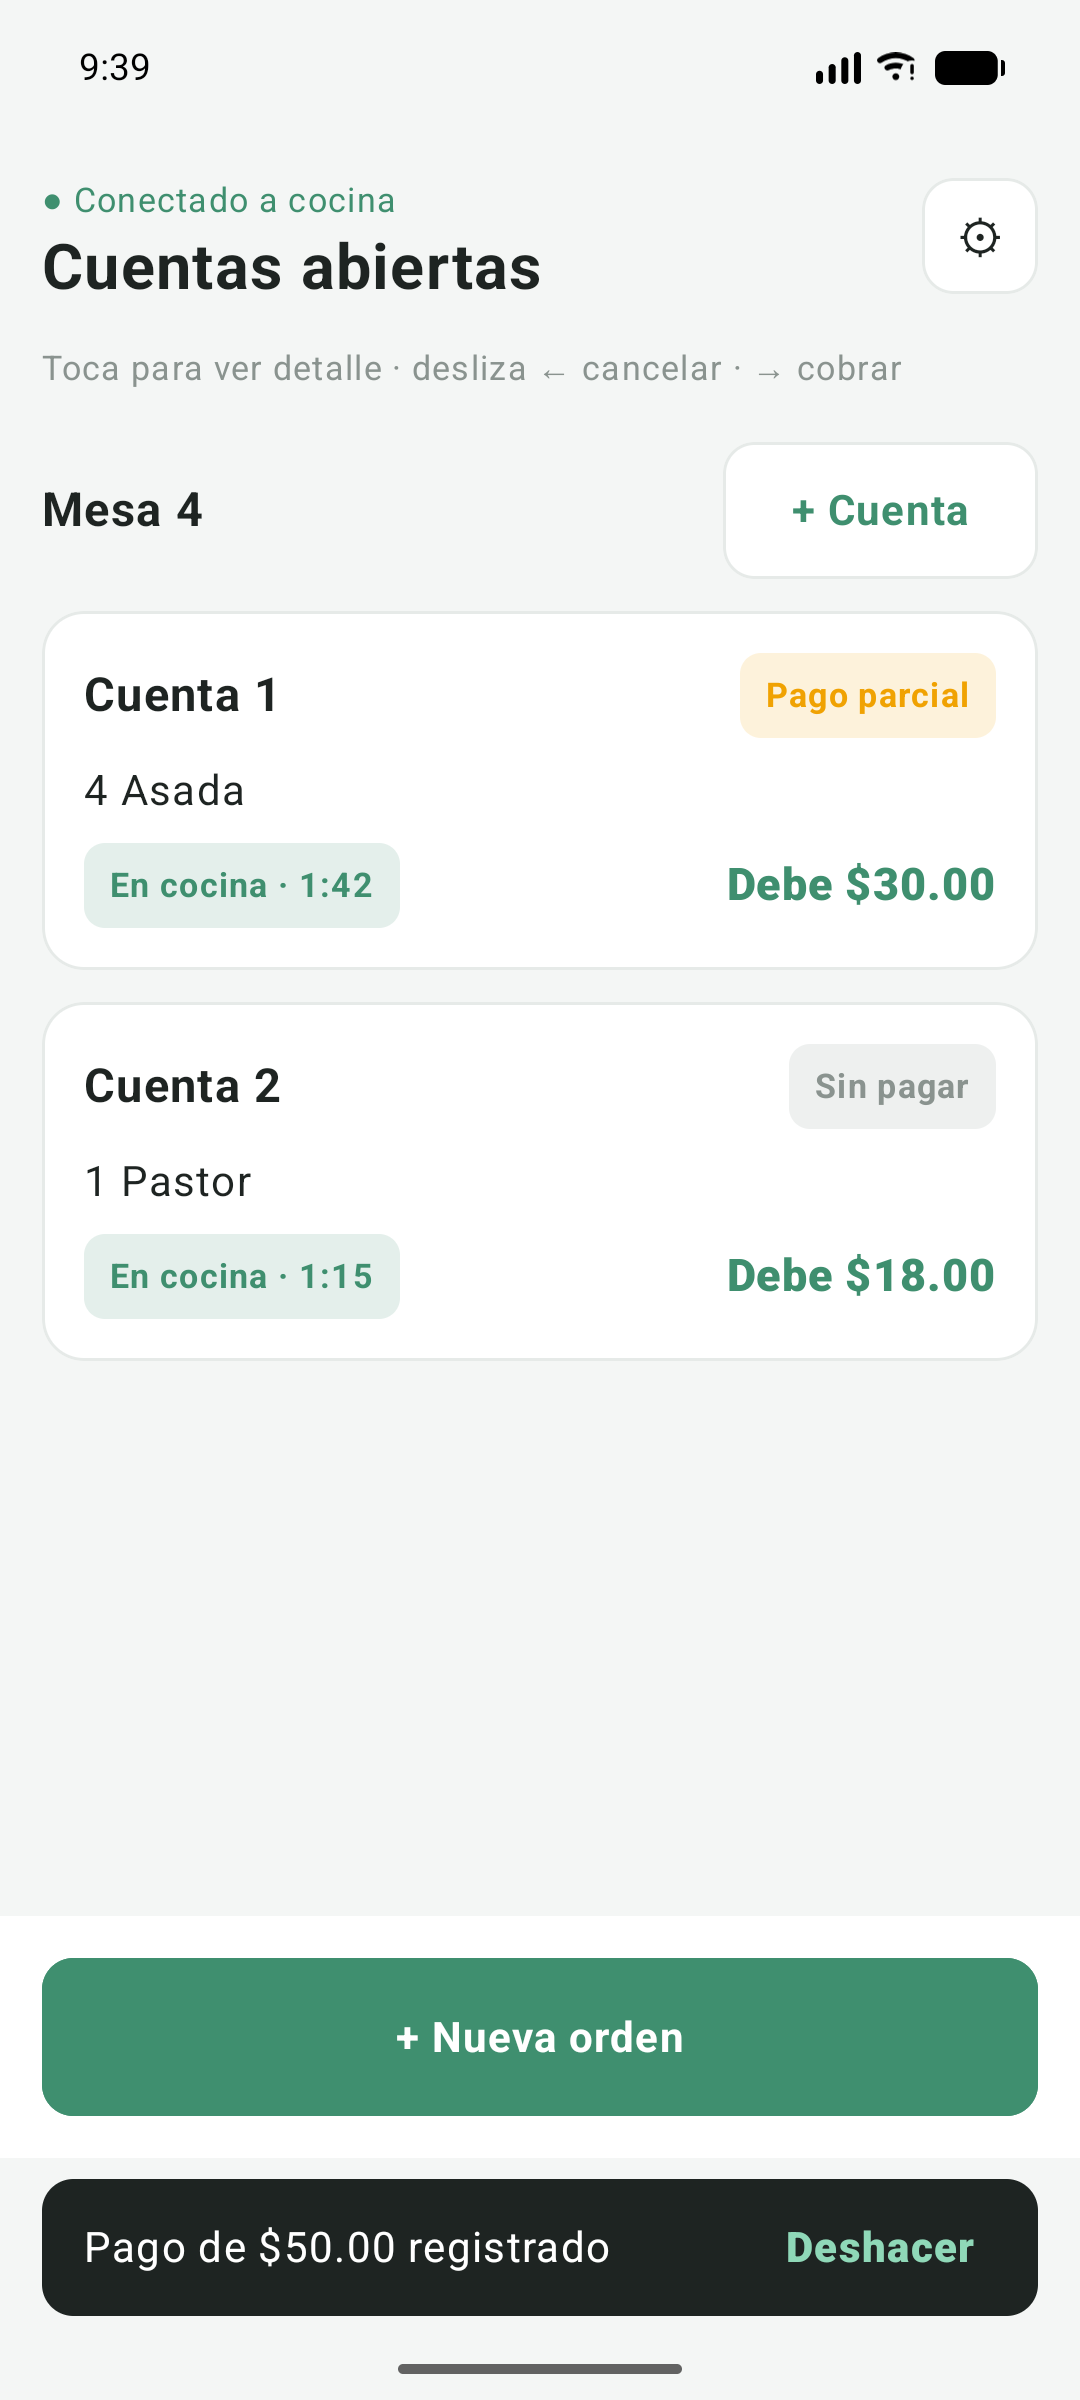 9:39
● Conectado a cocina
Cuentas abiertas
Toca para ver detalle · desliza ← cancelar · → cobrar
Mesa 4
+ Cuenta
Cuenta 1
Pago parcial
4 Asada
En cocina · 1:42
Debe $30.00
Cuenta 2
Sin pagar
1 Pastor
En cocina · 1:15
Debe $18.00
+ Nueva orden
Pago de $50.00 registrado
Deshacer